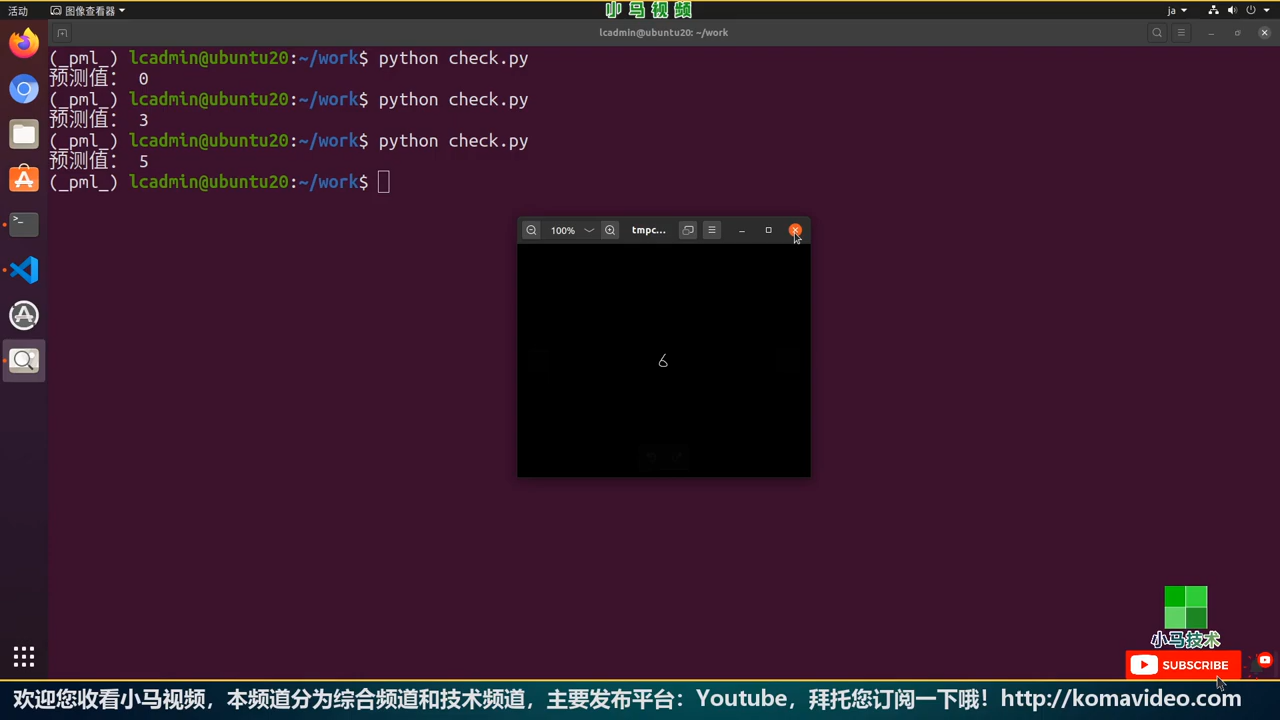 活动
图像查看器
小马视频
ja
lcadmin@ubuntu20: ~/work
(_pml_) lcadmin@ubuntu20:~/work$ python check.py
预测值： 0
(_pml_) lcadmin@ubuntu20:~/work$ python check.py
预测值： 3
(_pml_) lcadmin@ubuntu20:~/work$ python check.py
预测值： 5
(_pml_) lcadmin@ubuntu20:~/work$
100%
tmpc...
6
小马技术
SUBSCRIBE
欢迎您收看小马视频，本频道分为综合频道和技术频道，主要发布平台：Youtube，拜托您订阅一下哦！http://komavideo.com